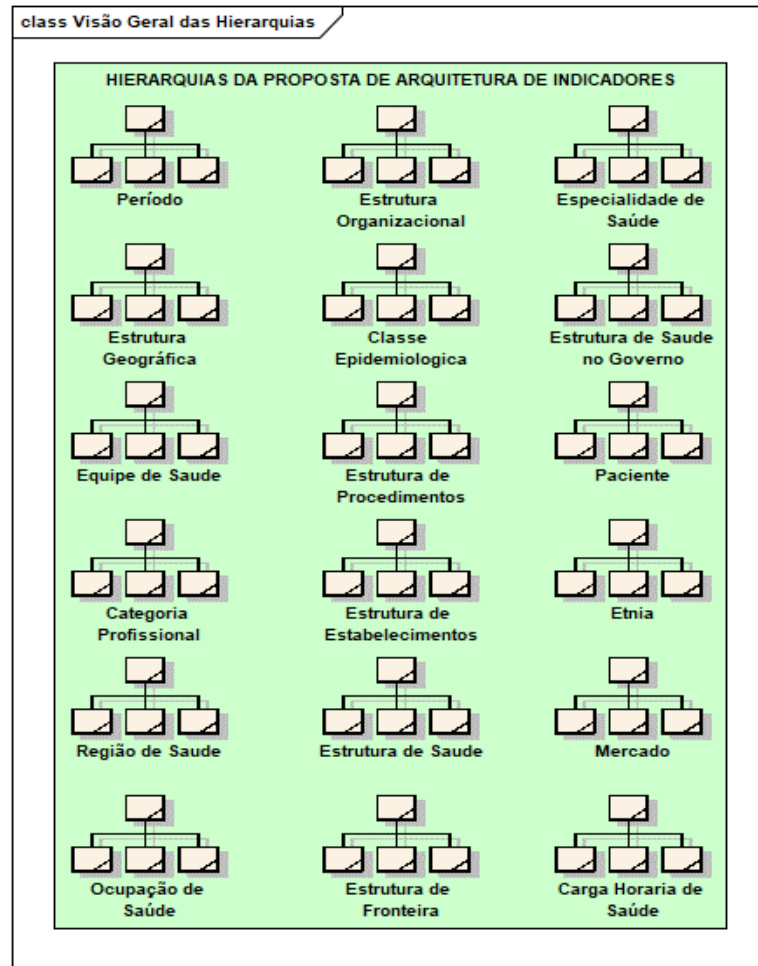 class Visão Geral das Hierarquias
HIERARQUIAS DA PROPOSTA DE ARQUITETURA DE INDICADORES
Período
Estrutura
Organizacional
Especialidade de
Saúde
Estrutura
Geográfica
Classe
Epidemiologica
Estrutura de Saude
no Governo
Equipe de Saude
Estrutura de
Procedimentos
Paciente
Categoria
Profissional
Estrutura de
Estabelecimentos
Etnia
Região de Saude
Estrutura de Saude
Mercado
Ocupação de
Saúde
Estrutura de
Fronteira
Carga Horaria de
Saúde